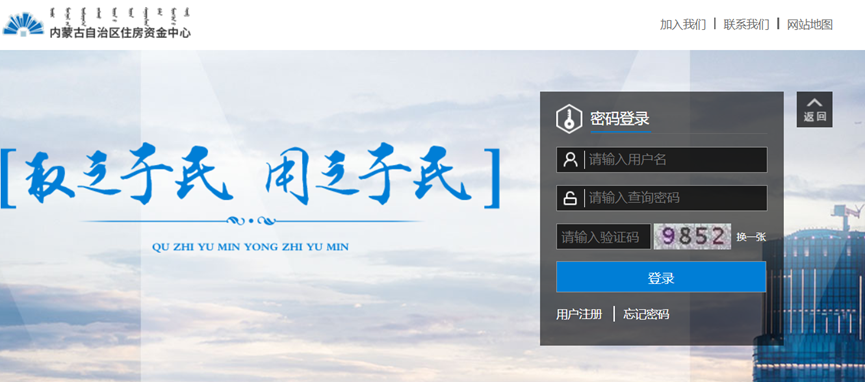 内蒙古自治区住房资金中心
加入我们 | 联系我们 | 网站地图
密码登录
返回
请输入用户名
取之于民 用之于民
请输入查询密码
QU ZHI YU MIN YONG ZHI YU MIN
请输入验证码 9852 换一张
登录
用户注册 | 忘记密码